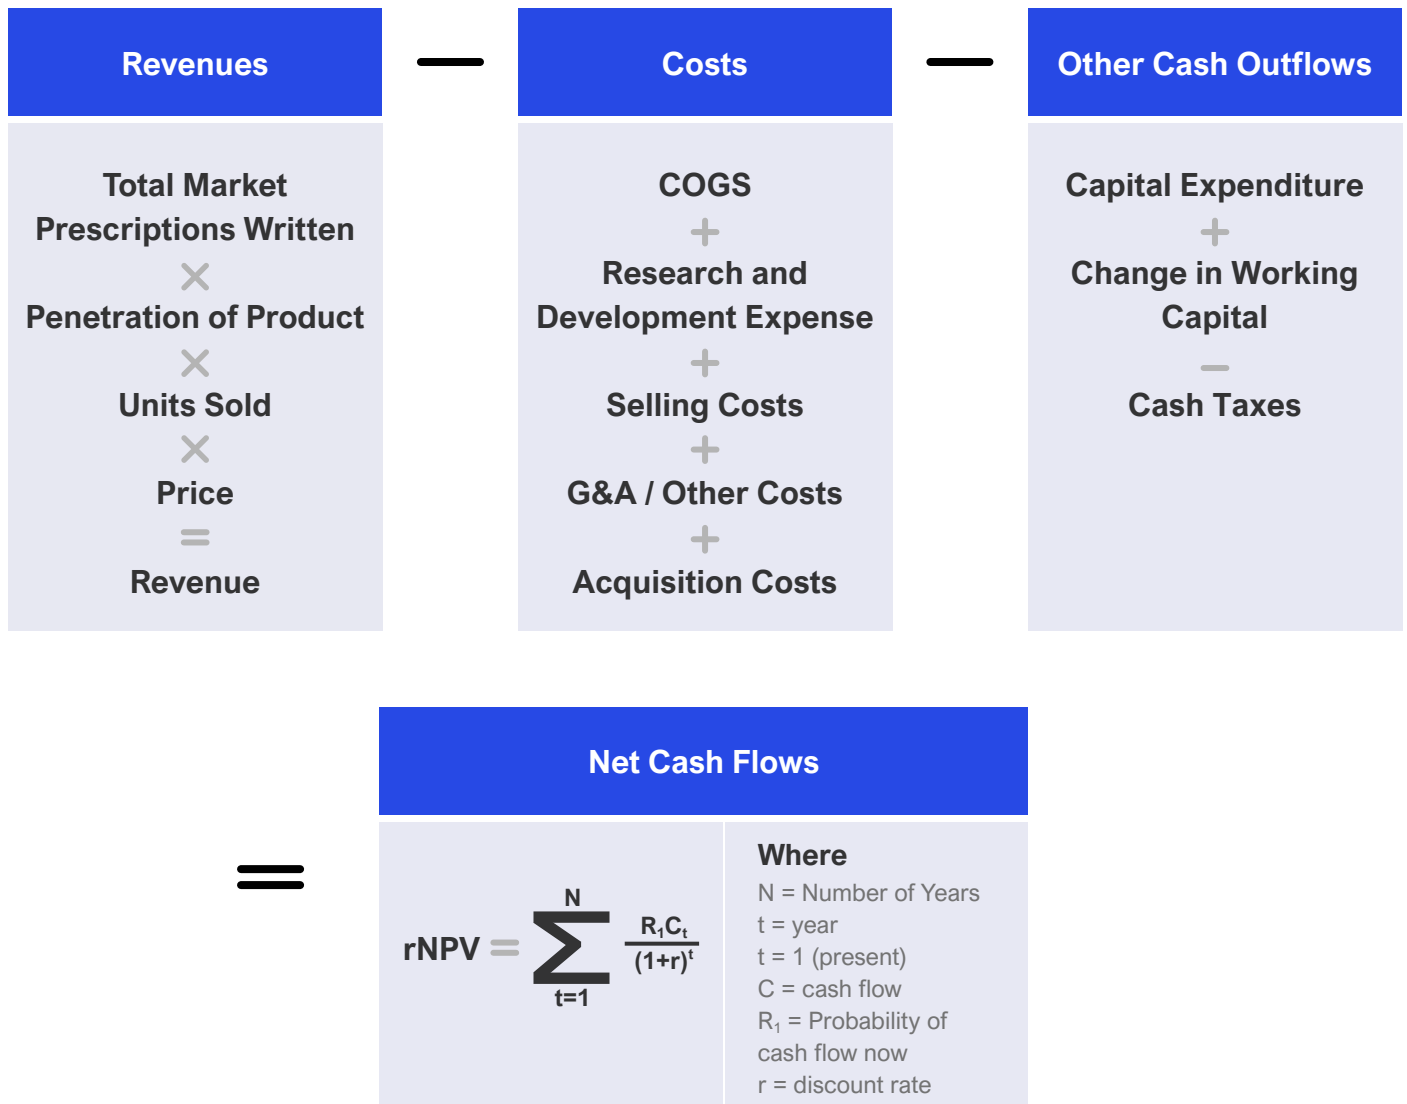 Revenues
—
Costs
—
Other Cash Outflows
Total Market
Prescriptions Written
×
Penetration of Product
×
Units Sold
×
Price
=
Revenue
COGS
+
Research and
Development Expense
+
Selling Costs
+
G&A / Other Costs
+
Acquisition Costs
Capital Expenditure
+
Change in Working
Capital
−
Cash Taxes
=
Net Cash Flows
rNPV = N ∑ t=1 R₁Cₜ / (1+r)ᵗ
Where
N = Number of Years
t = year
t = 1 (present)
C = cash flow
R₁ = Probability of
cash flow now
r = discount rate